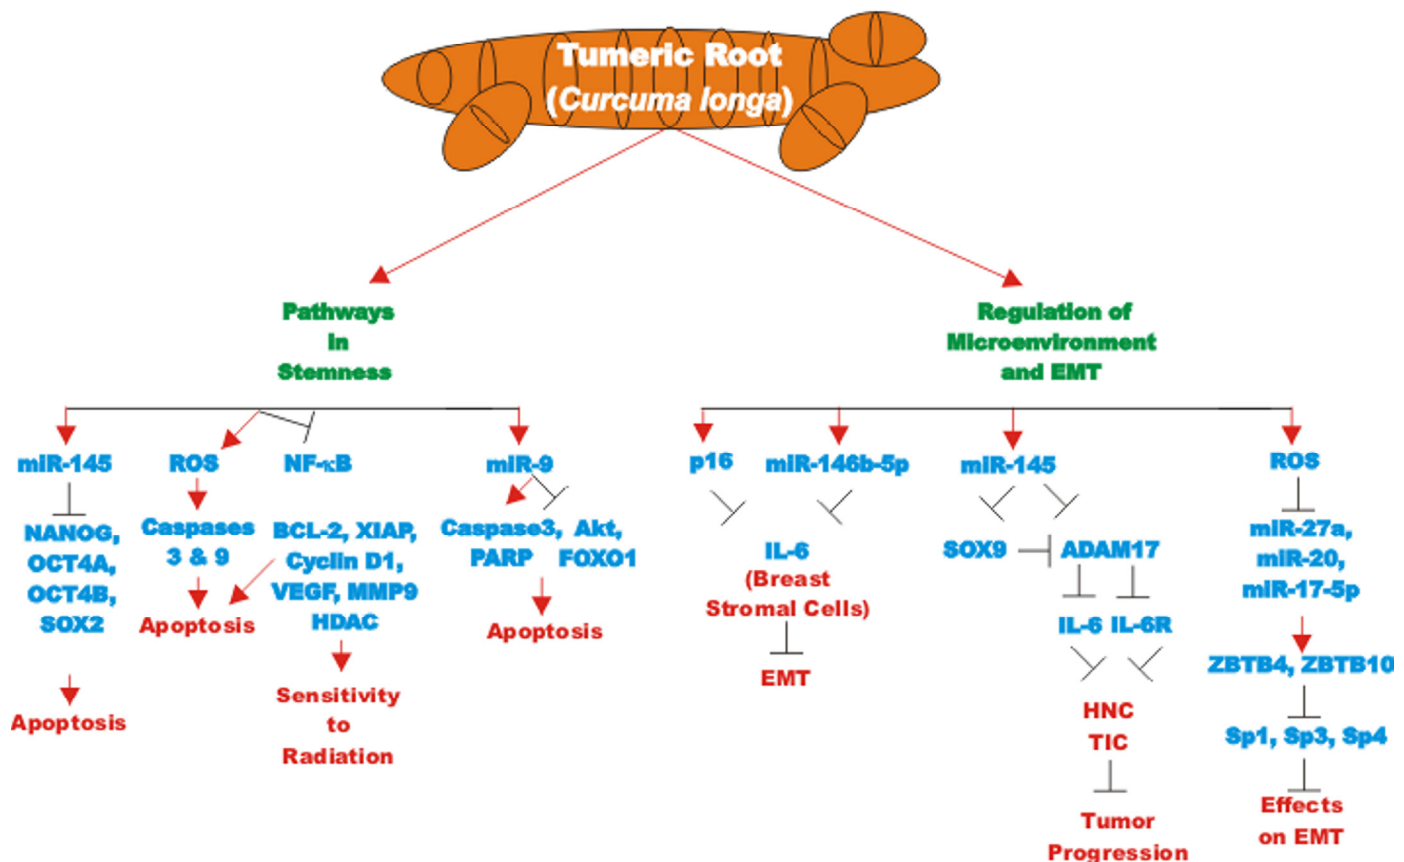 Tumeric Root
(Curcuma longa)
Pathways
in
Stemness
Regulation of
Microenvironment
and EMT
miR-145
ROS
NF-κB
miR-9
NANOG,
OCT4A,
OCT4B,
SOX2
Apoptosis
Caspases
3 & 9
Apoptosis
BCL-2, XIAP,
Cyclin D1,
VEGF, MMP9
HDAC
Sensitivity
to
Radiation
Caspase3,
PARP
Akt,
FOXO1
Apoptosis
p16
miR-146b-5p
miR-145
ROS
IL-6
(Breast
Stromal Cells)
EMT
SOX9
ADAM17
IL-6 IL-6R
HNC
TIC
Tumor
Progression
miR-27a,
miR-20,
miR-17-5p
ZBTB4, ZBTB10
Sp1, Sp3, Sp4
Effects
on EMT